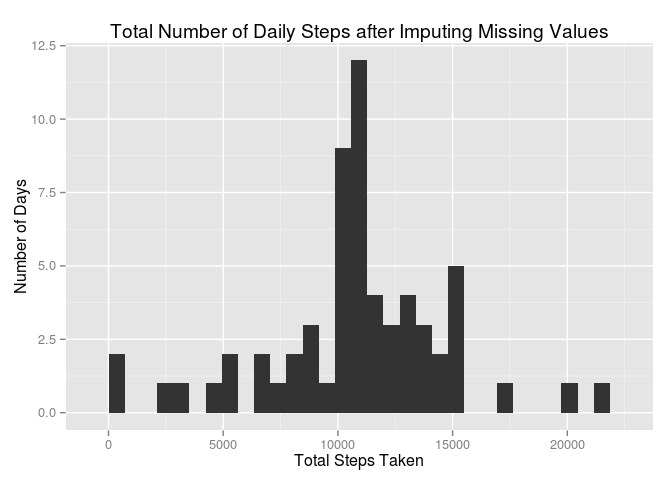 Total Number of Daily Steps after Imputing Missing Values
12.5
10.0
7.5
5.0
2.5
0.0
Number of Days
0 5000 10000 15000 20000
Total Steps Taken